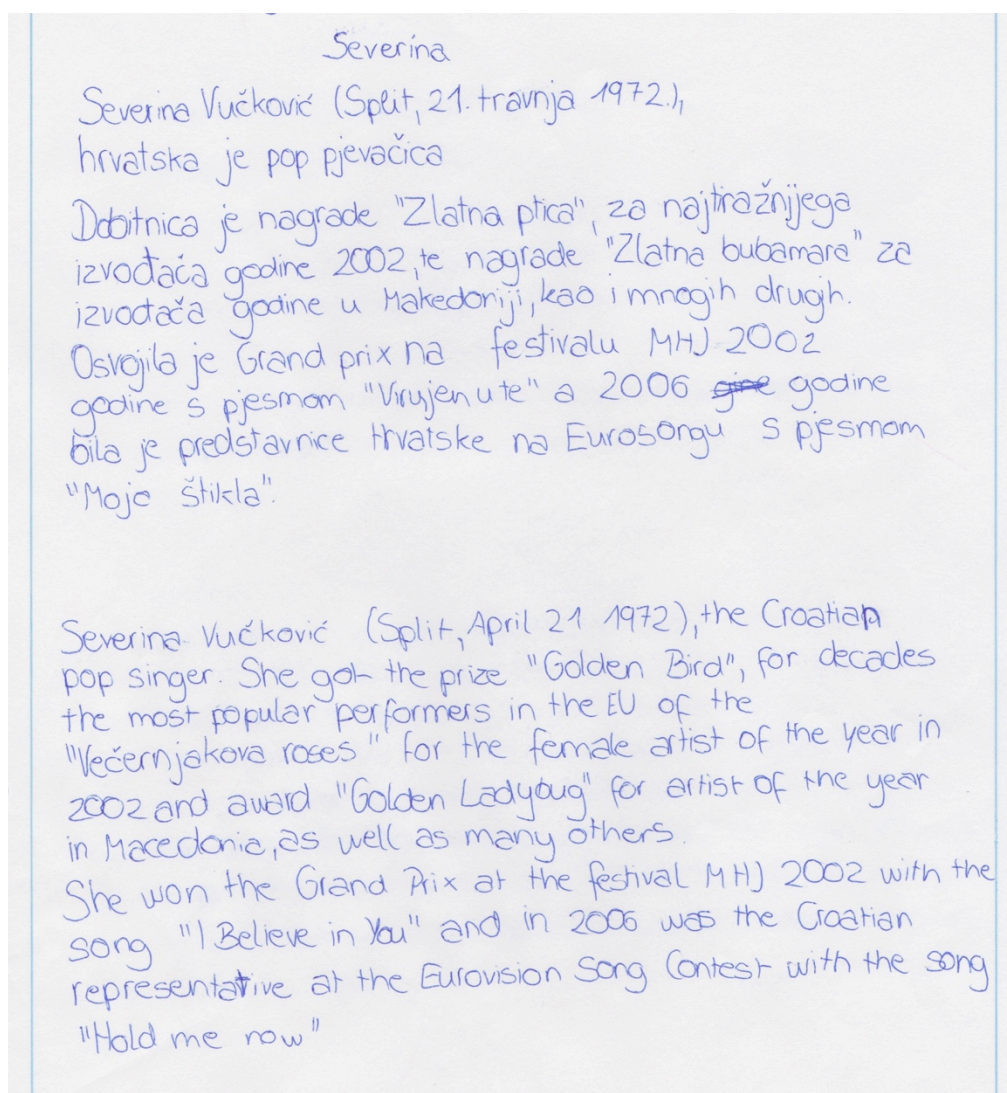 Severina
Severina Vučković (Split, 21. travnja 1972.),
hrvatska je pop pjevačica
Dobitnica je nagrade "Zlatna ptica", za najtiražnijega
izvođača godine 2002, te nagrade "Zlatna bubamara" za
izvođača godine u Makedoniji, kao i mnogih drugih.
Osvojila je Grand prix na festivalu MHJ 2002
godine s pjesmom "Virujen u te" a 2006 godine
bila je predstavnice Hrvatske na Eurosongu s pjesmom
"Moja štikla".
Severina Vučković (Split, April 21 1972), the Croatian
pop singer. She got the prize "Golden Bird", for decades
the most popular performers in the EU of the
"Večernjakova roses" for the female artist of the year in
2002 and award "Golden Ladybug" for artist of the year
in Macedonia, as well as many others.
She won the Grand Prix at the festival MHJ 2002 with the
song "I Believe in You" and in 2006 was the Croatian
representative at the Eurovision Song Contest with the song
"Hold me now"